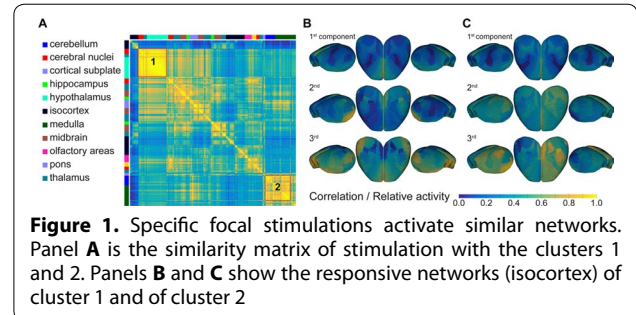 A
B
C
1
2
cerebellum
cerebral nuclei
cortical subplate
hippocampus
hypothalamus
isocortex
medulla
midbrain
olfactory areas
pons
thalamus
1st component
2nd
3rd
1st component
2nd
3rd
Correlation / Relative activity
0.0 0.2 0.4 0.6 0.8 1.0
Figure 1. Specific focal stimulations activate similar networks.
Panel A is the similarity matrix of stimulation with the clusters 1
and 2. Panels B and C show the responsive networks (isocortex) of
cluster 1 and of cluster 2